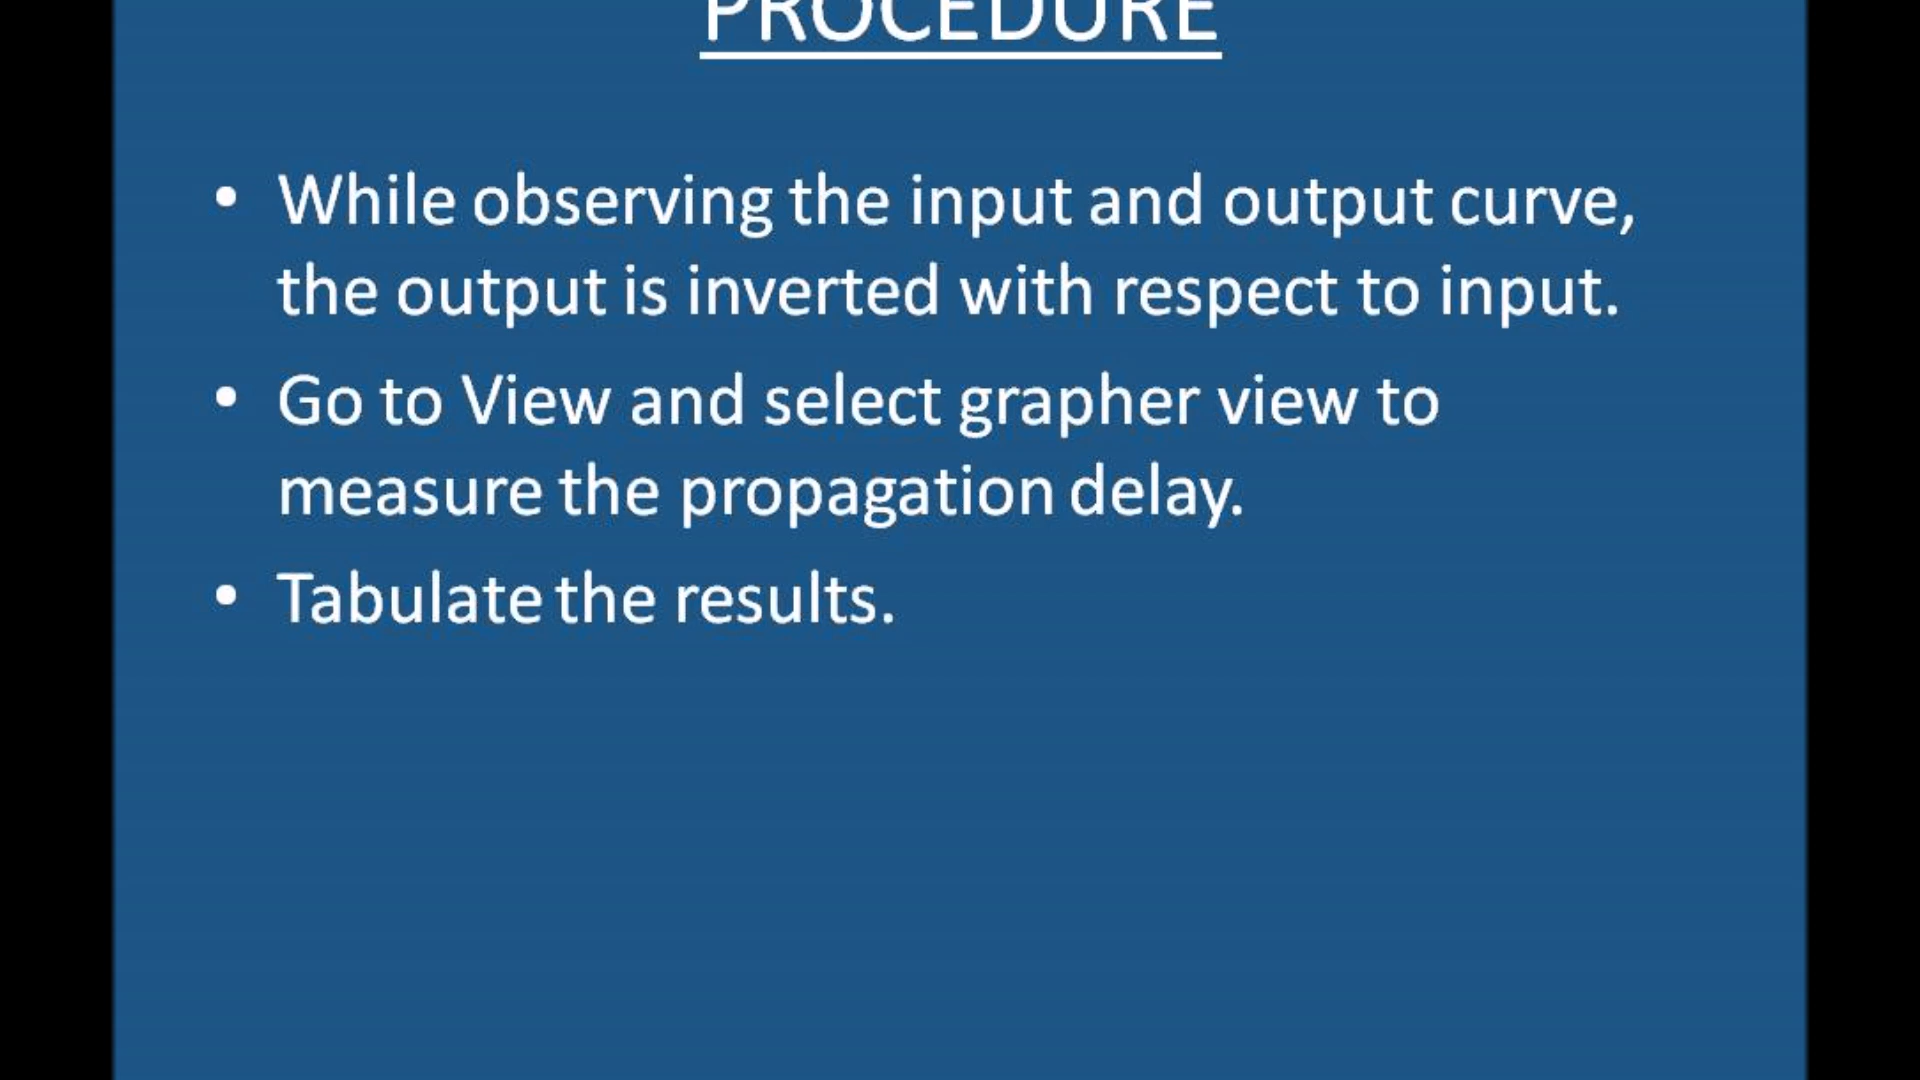 PROCEDURE
• While observing the input and output curve,
the output is inverted with respect to input.
• Go to View and select grapher view to
measure the propagation delay.
• Tabulate the results.